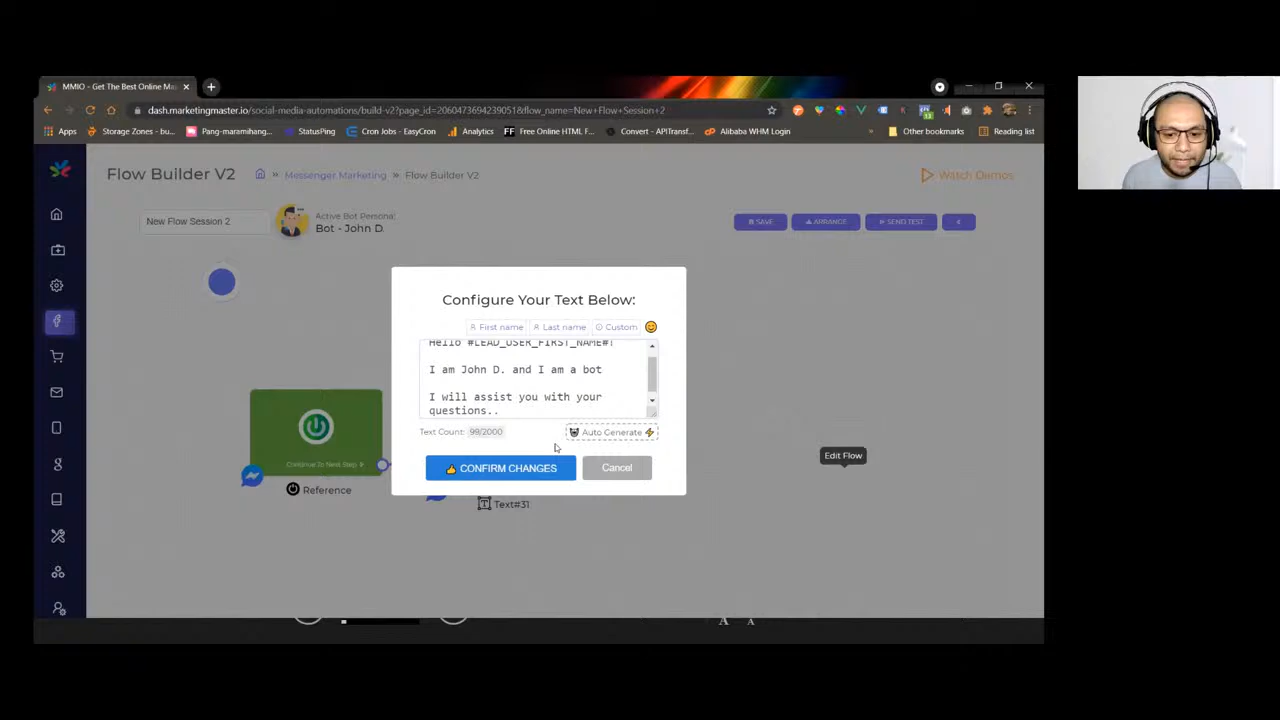 MMIO - Get The Best Online Ma
dash.marketingmaster.io/social-media-automations/build-v2?page_id=2060473694239051&flow_name=New+Flow+Session+2
Apps
Storage Zones - bu...
Pang-maramihang...
StatusPing
Cron Jobs - EasyCron
Analytics
Free Online HTML F...
Convert - APITransf...
Alibaba WHM Login
»
Other bookmarks
Reading list
Flow Builder V2
» Messenger Marketing » Flow Builder V2
Watch Demos
New Flow Session 2
Active Bot Persona:
Bot - John D.
SAVE
ARRANGE
SEND TEST
Configure Your Text Below:
First name
Last name
Custom
Hello #LEAD_USER_FIRST_NAME#!
I am John D. and I am a bot
I will assist you with your
questions..
Text Count: 99/2000
Auto Generate
CONFIRM CHANGES
Cancel
Edit Flow
Continue To Next Step
Reference
Text#31
A A